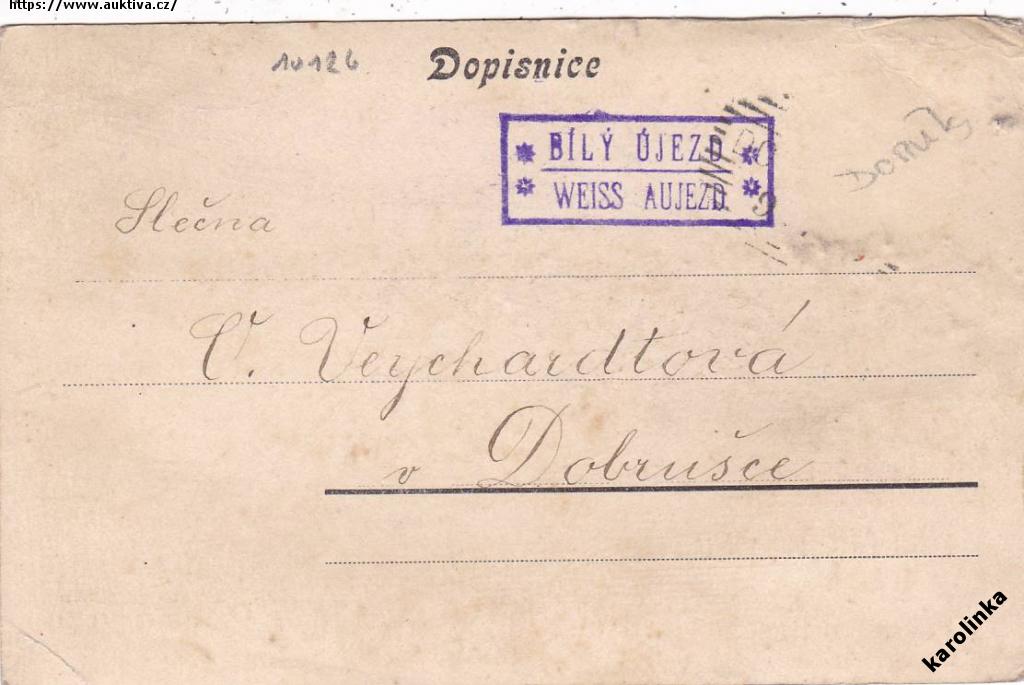 https://www.auktiva.cz/
10126
Dopisnice
BÍLÝ ÚJEZD
WEISS AUJEZD
Slečna
Veychardtová
v Dobrušce
karolinka